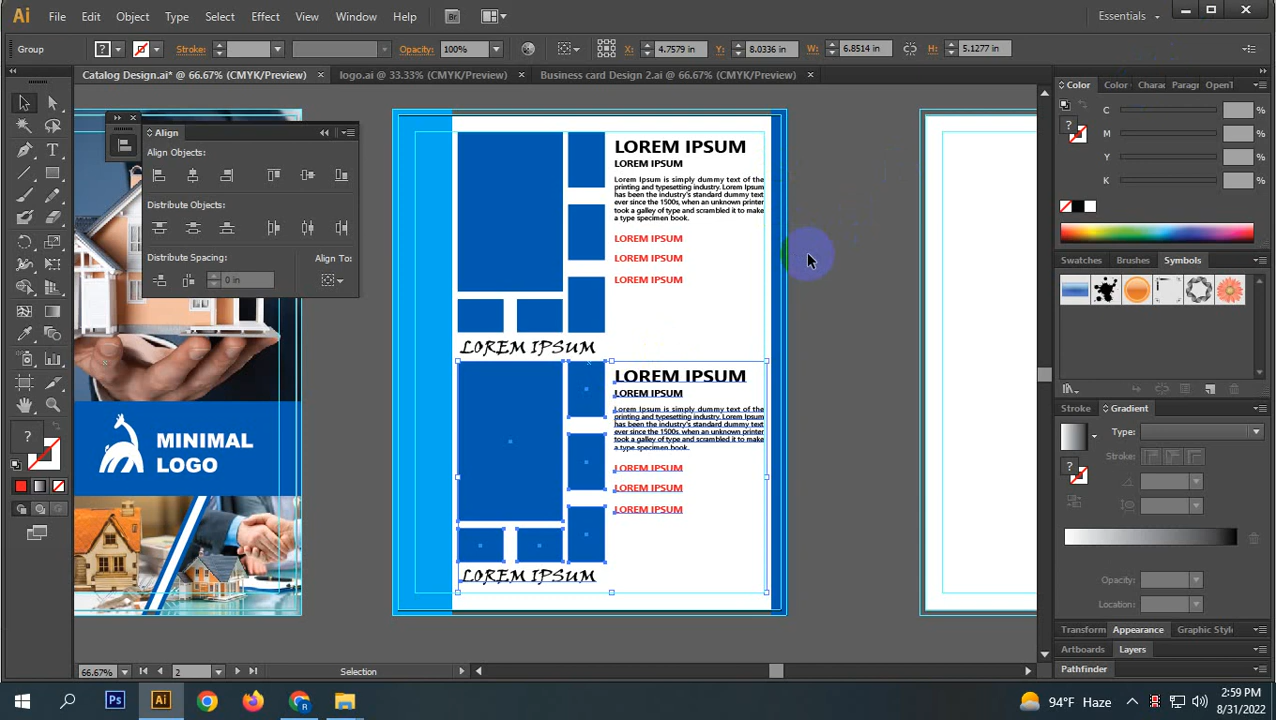 Ai
File
Edit
Object
Type
Select
Effect
View
Window
Help
Br
Essentials
Group
Stroke:
Opacity:
100%
X:
4.7579 in
Y:
8.0336 in
W:
6.8514 in
H:
5.1277 in
Catalog Design.ai* @ 66.67% (CMYK/Preview)
logo.ai @ 33.33% (CMYK/Preview)
Business card Design 2.ai @ 66.67% (CMYK/Preview)
Align
Align Objects:
Distribute Objects:
Distribute Spacing:
Align To:
0 in
MINIMAL
LOGO
LOREM IPSUM
LOREM IPSUM
Lorem Ipsum is simply dummy text of the
printing and typesetting industry. Lorem Ipsum
has been the industry's standard dummy text
ever since the 1500s, when an unknown printer
took a galley of type and scrambled it to make
a type specimen book.
LOREM IPSUM
LOREM IPSUM
LOREM IPSUM
LOREM IPSUM
LOREM IPSUM
LOREM IPSUM
Lorem Ipsum is simply dummy text of the
printing and typesetting industry. Lorem Ipsum
has been the industry's standard dummy text
ever since the 1500s, when an unknown printer
took a galley of type and scrambled it to make
a type specimen book.
LOREM IPSUM
LOREM IPSUM
LOREM IPSUM
LOREM IPSUM
Color
Color
Charac
Paragr
OpenT
C
%
M
%
Y
%
K
%
Swatches
Brushes
Symbols
Stroke
Gradient
Type:
Stroke:
Opacity:
Location:
Transform
Appearance
Graphic Styl
Artboards
Layers
Pathfinder
66.67%
2
Selection
Ps
Ai
94°F Haze
2:59 PM
8/31/2022